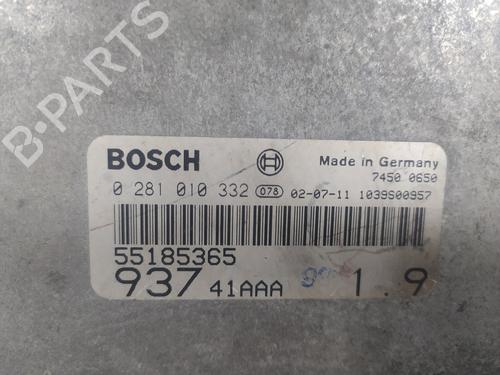 B-PARTS
BOSCH Made in Germany
7450 0650
0 281 010 332 078 02-07-11 1039S00957
55185365
937 41AAA 1.9